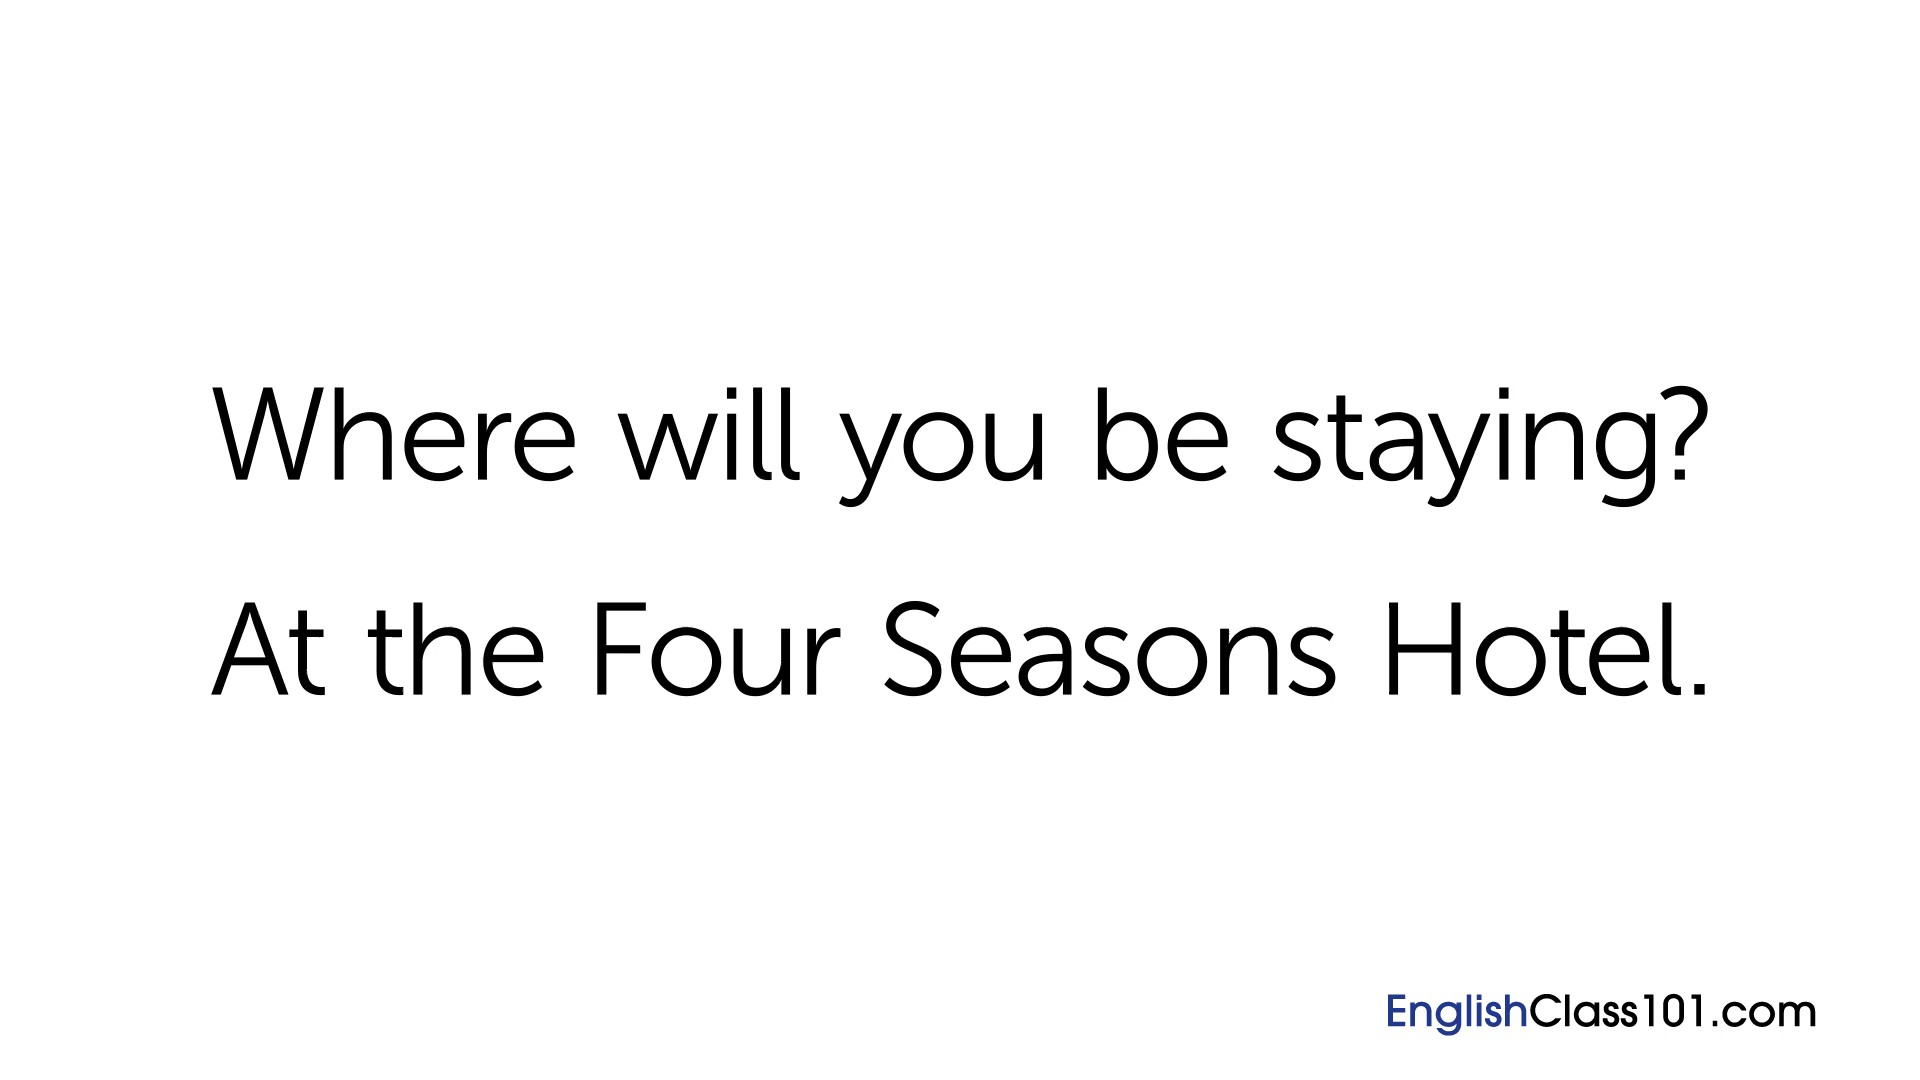 Where will you be staying?
At the Four Seasons Hotel.
EnglishClass101.com